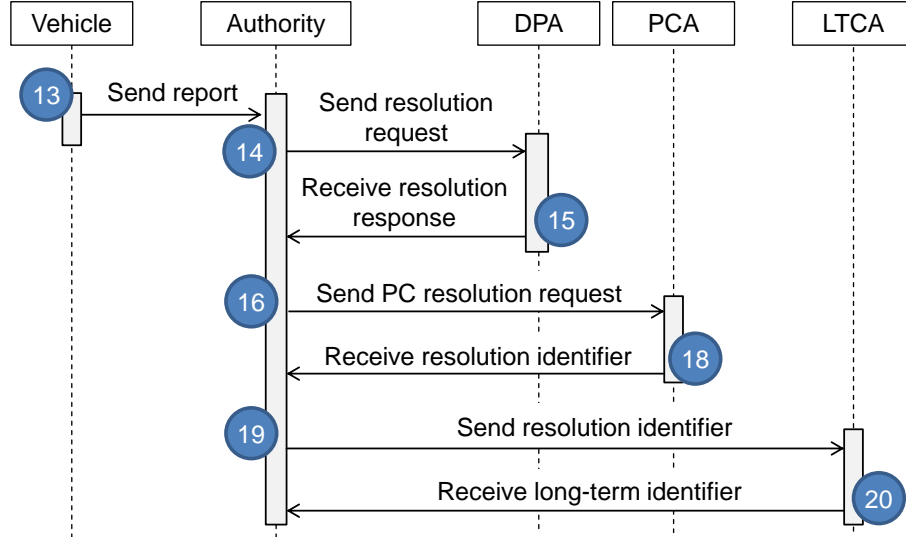 Vehicle
Authority
DPA
PCA
LTCA
13
Send report
14
Send resolution
request
Receive resolution
response
15
16
Send PC resolution request
Receive resolution identifier
18
19
Send resolution identifier
Receive long-term identifier
20